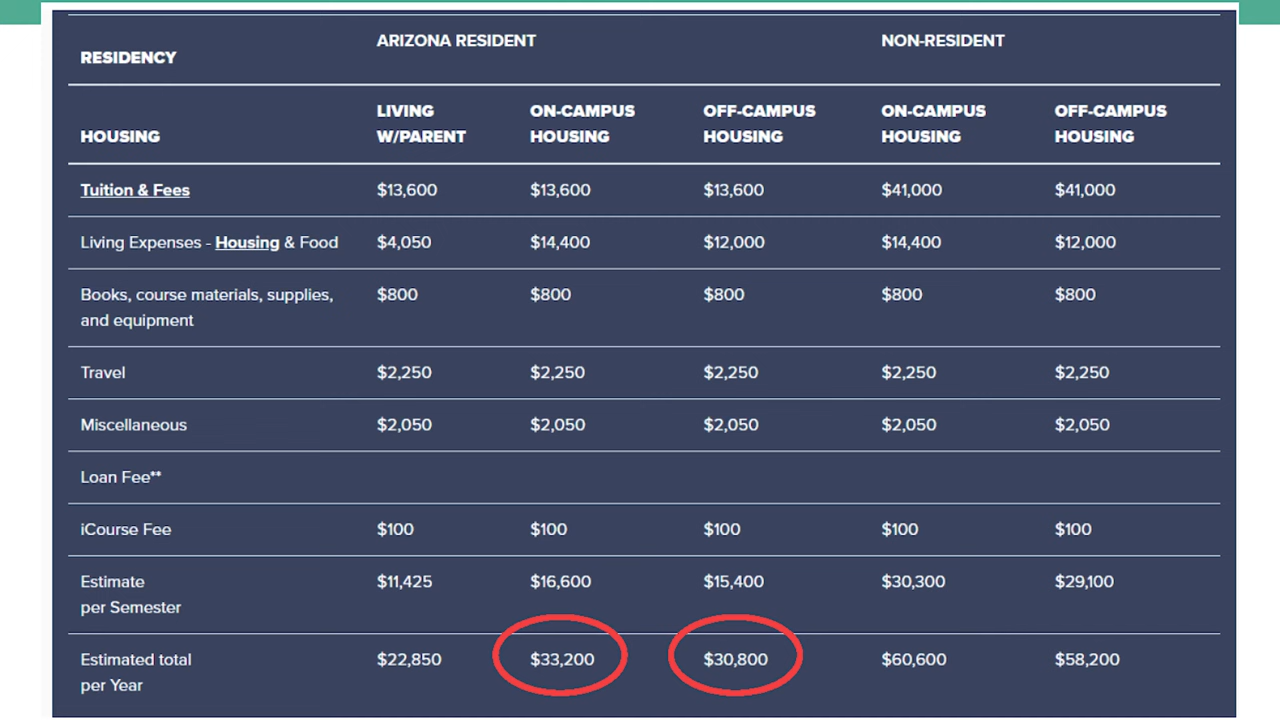 RESIDENCY ARIZONA RESIDENT NON-RESIDENT
HOUSING LIVING W/PARENT ON-CAMPUS HOUSING OFF-CAMPUS HOUSING ON-CAMPUS HOUSING OFF-CAMPUS HOUSING
Tuition & Fees $13,600 $13,600 $13,600 $41,000 $41,000
Living Expenses - Housing & Food $4,050 $14,400 $12,000 $14,400 $12,000
Books, course materials, supplies, and equipment $800 $800 $800 $800 $800
Travel $2,250 $2,250 $2,250 $2,250 $2,250
Miscellaneous $2,050 $2,050 $2,050 $2,050 $2,050
Loan Fee**
iCourse Fee $100 $100 $100 $100 $100
Estimate per Semester $11,425 $16,600 $15,400 $30,300 $29,100
Estimated total per Year $22,850 $33,200 $30,800 $60,600 $58,200